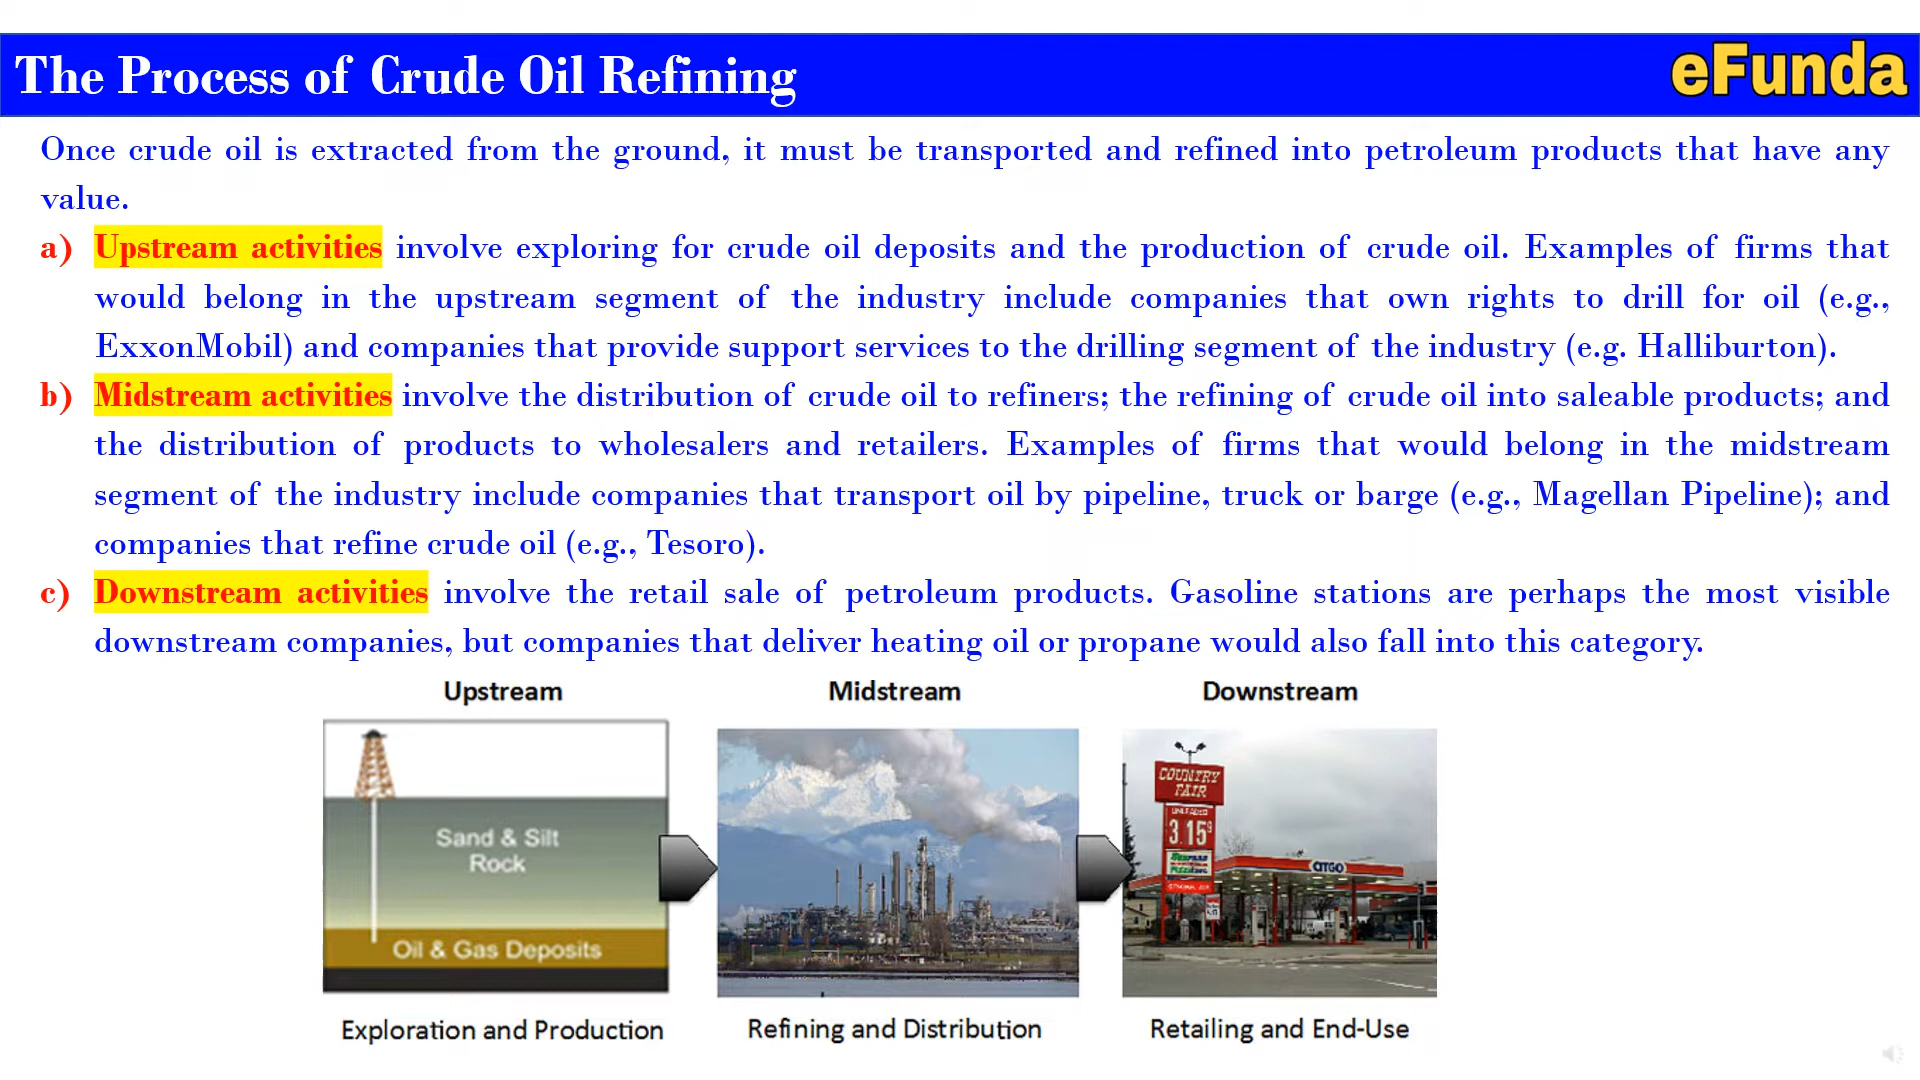 The Process of Crude Oil Refining
eFunda
Once crude oil is extracted from the ground, it must be transported and refined into petroleum products that have any
value.
a) Upstream activities involve exploring for crude oil deposits and the production of crude oil. Examples of firms that
would belong in the upstream segment of the industry include companies that own rights to drill for oil (e.g.,
ExxonMobil) and companies that provide support services to the drilling segment of the industry (e.g. Halliburton).
b) Midstream activities involve the distribution of crude oil to refiners; the refining of crude oil into saleable products; and
the distribution of products to wholesalers and retailers. Examples of firms that would belong in the midstream
segment of the industry include companies that transport oil by pipeline, truck or barge (e.g., Magellan Pipeline); and
companies that refine crude oil (e.g., Tesoro).
c) Downstream activities involve the retail sale of petroleum products. Gasoline stations are perhaps the most visible
downstream companies, but companies that deliver heating oil or propane would also fall into this category.
Upstream
Midstream
Downstream
Sand & Silt
Rock
Oil & Gas Deposits
COUNTRY
FAIR
UNLEADED
3.15 9
CITGO
Exploration and Production
Refining and Distribution
Retailing and End-Use